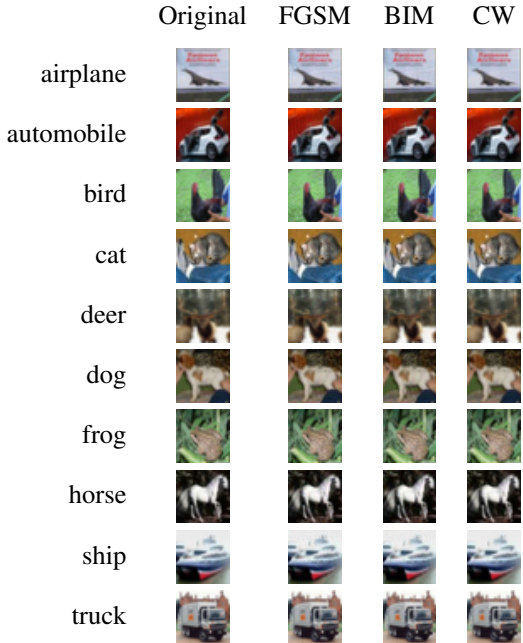 Original FGSM BIM CW
airplane
automobile
bird
cat
deer
dog
frog
horse
ship
truck